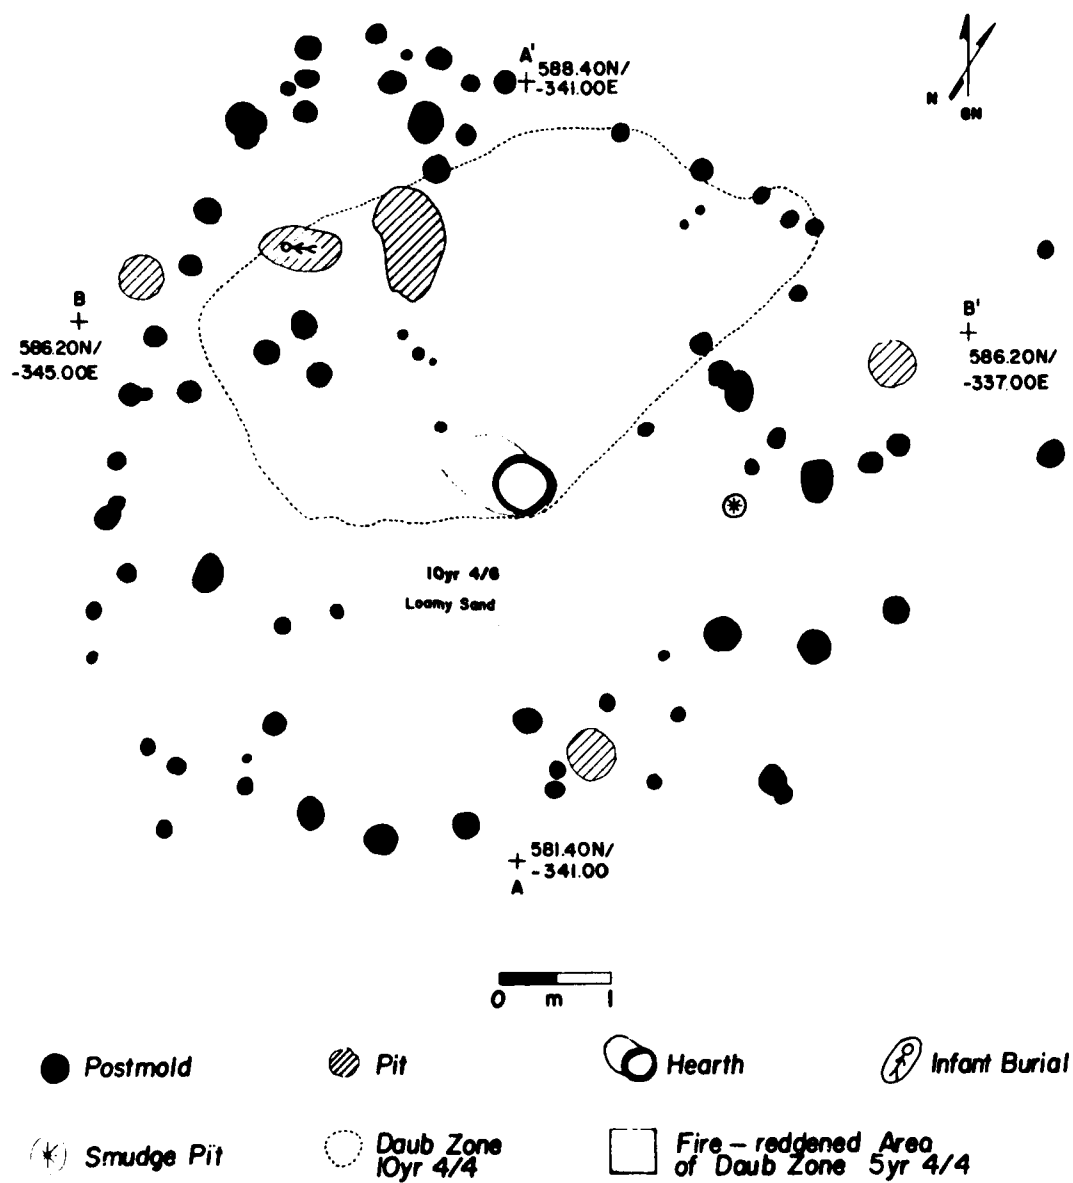 A'
588.40N/
-341.00E
N
GN
B
586.20N/
-345.00E
B'
586.20N/
-337.00E
10yr 4/6
Loamy Sand
581.40N/
-341.00
A
0 m 1
Postmold
Pit
Hearth
Infant Burial
Smudge Pit
Daub Zone
10yr 4/4
Fire-reddened Area
of Daub Zone 5yr 4/4